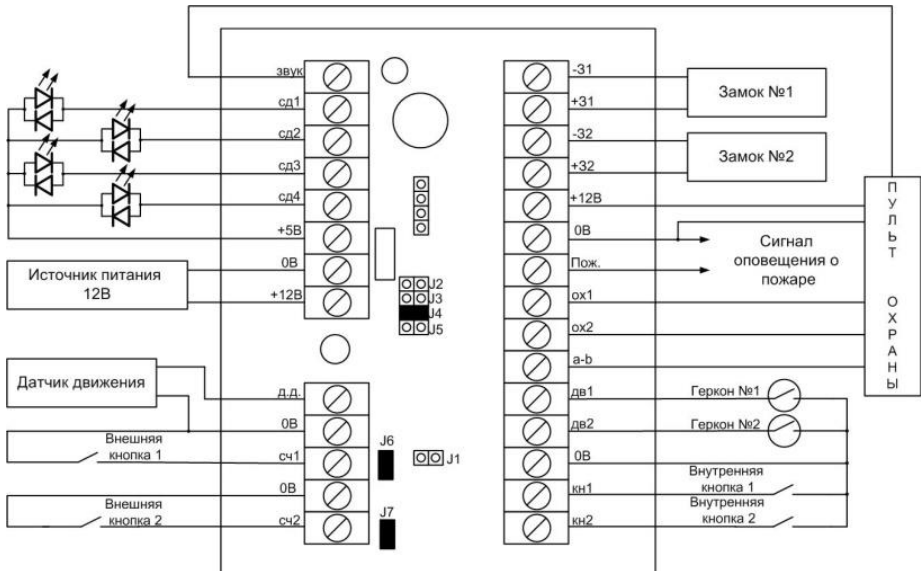 звук
сд1
сд2
сд3
сд4
+5В
0В
+12В
Источник питания
12В
J2
J3
J4
J5
Датчик движения
д.д.
0В
Внешняя
кнопка 1
сч1
0В
Внешняя
кнопка 2
сч2
J6
J1
J7
-З1
+З1
-З2
+З2
+12В
0В
Пож.
ох1
ох2
a-b
дв1
дв2
0В
кн1
кн2
Замок №1
Замок №2
Сигнал
оповещения о
пожаре
ПУЛЬТ ОХРАНЫ
Геркон №1
Геркон №2
Внутренняя
кнопка 1
Внутренняя
кнопка 2